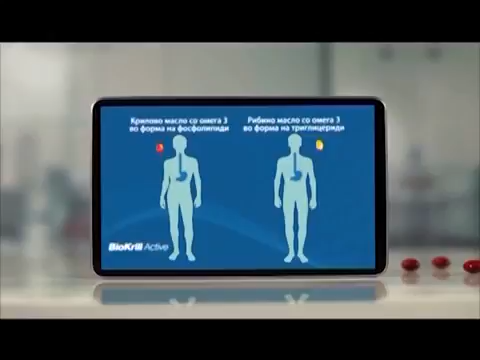 Крилово масло со омега 3
во форма на фосфолипиди
Рибино масло со омега 3
во форма на триглицериди
BioKrill Active